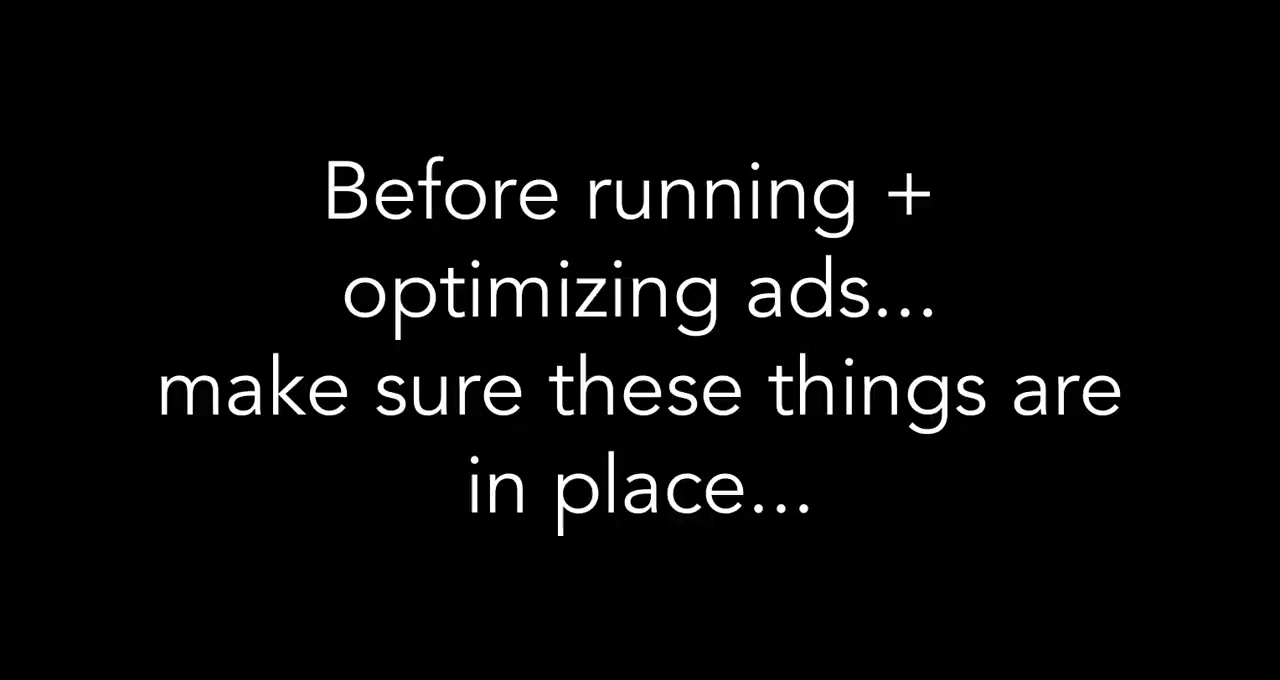 Before running +
optimizing ads...
make sure these things are
in place...